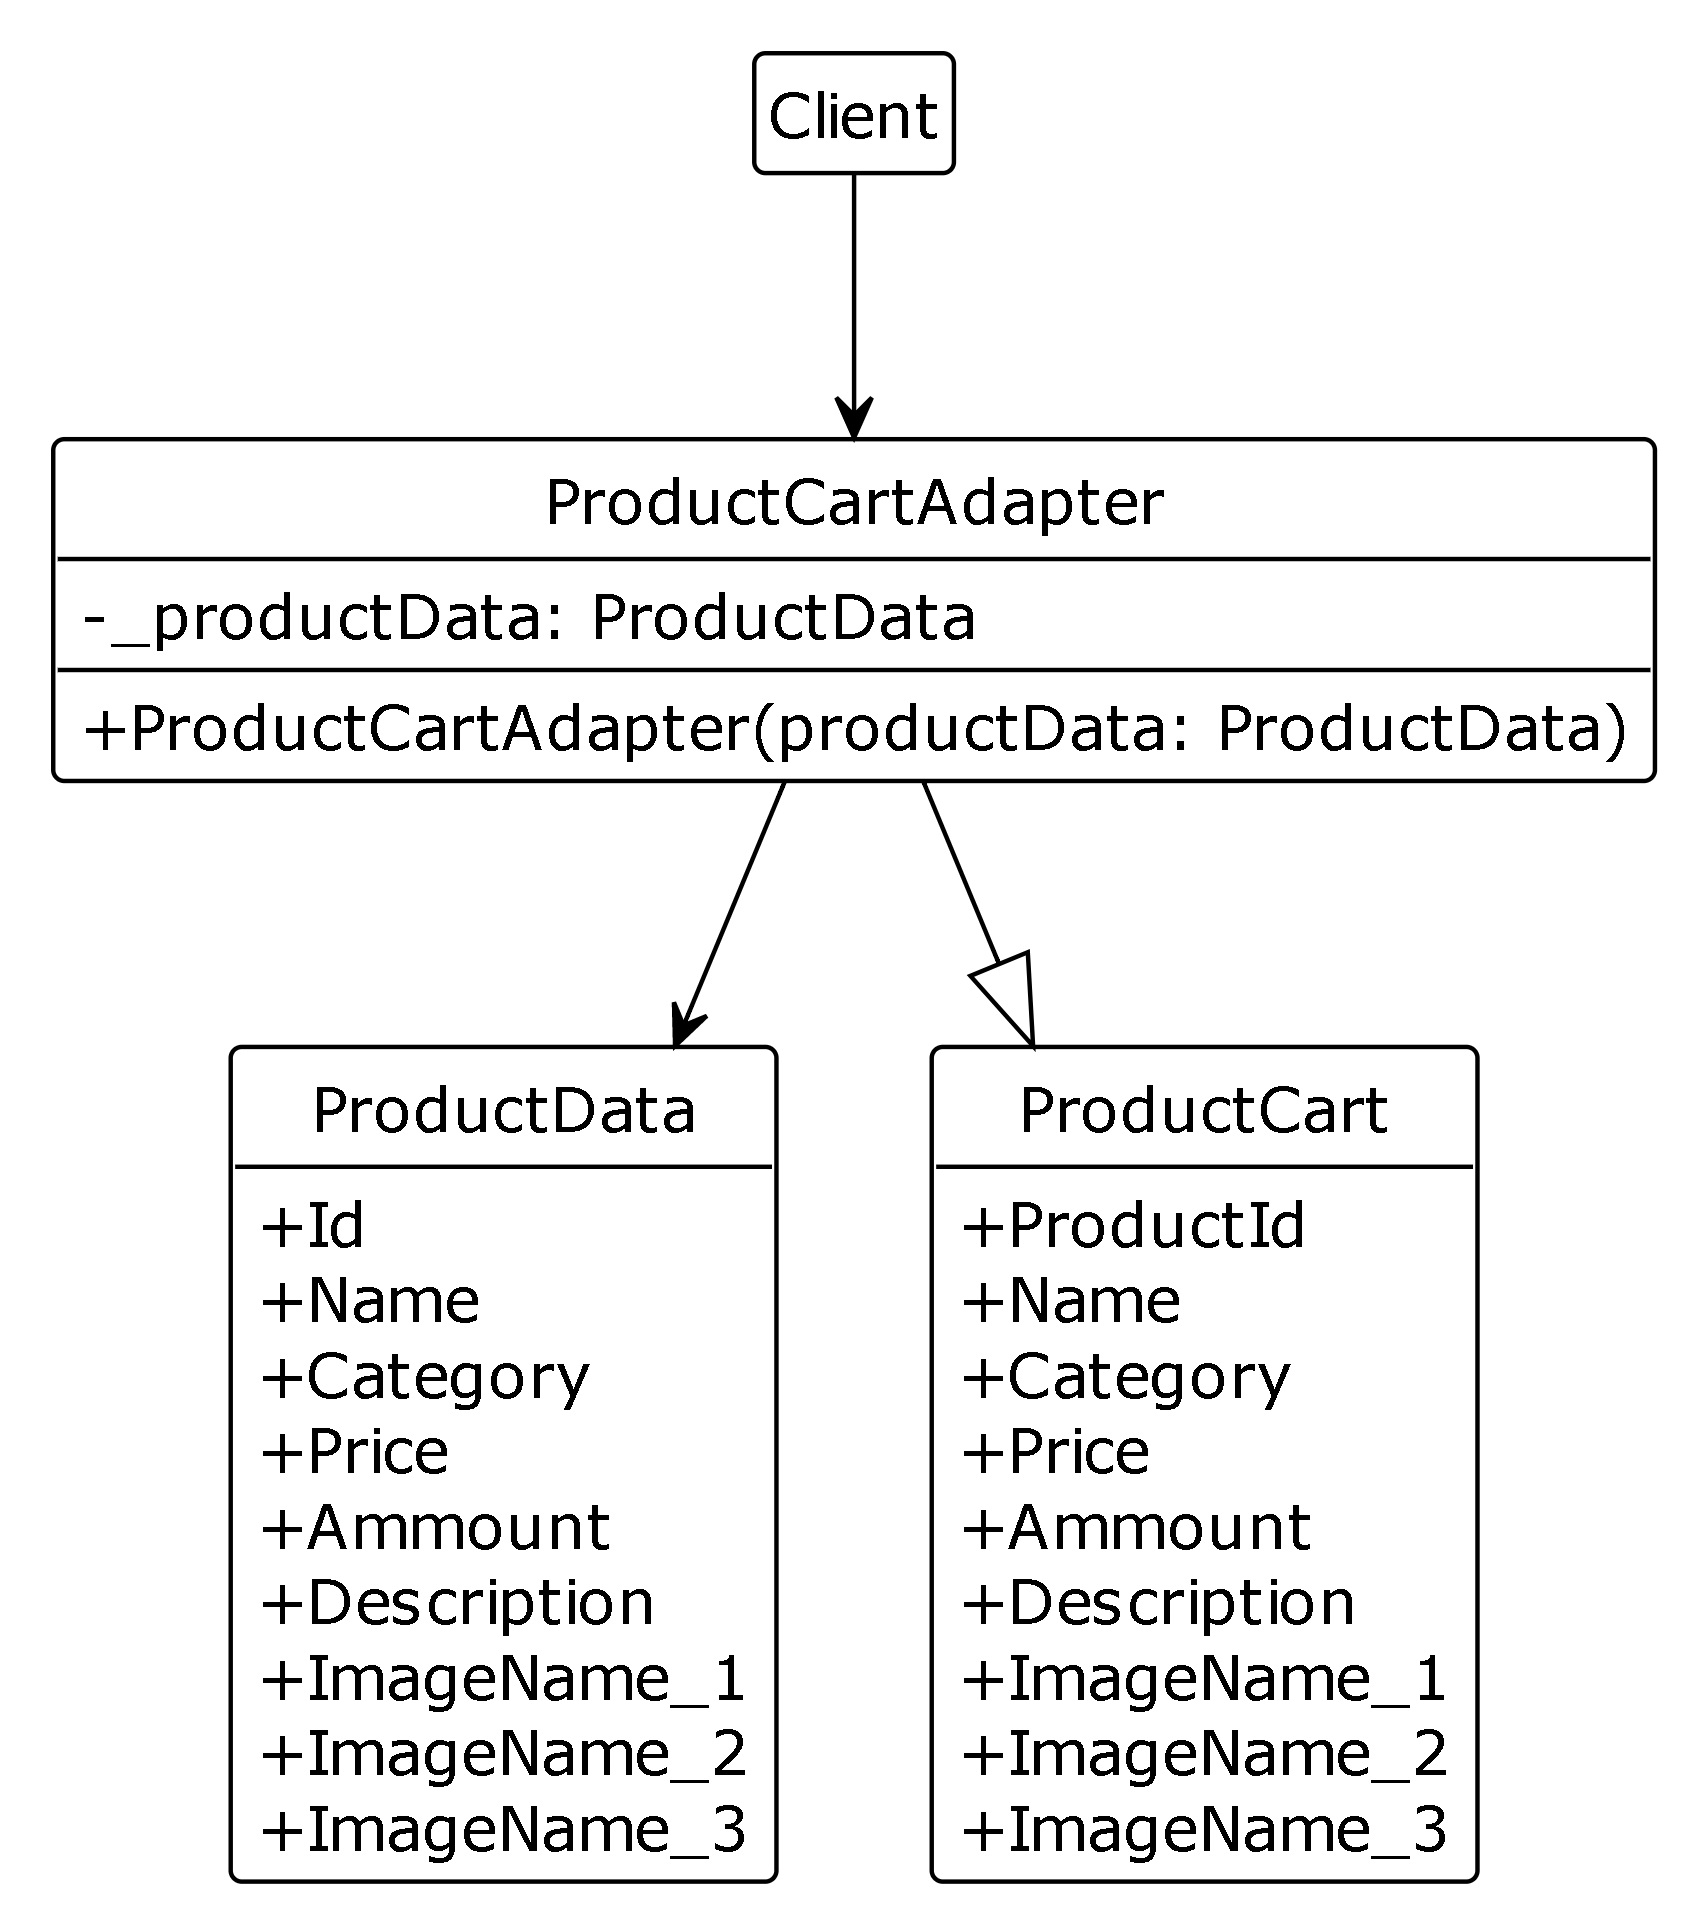 Client
ProductCartAdapter
-_productData: ProductData
+ProductCartAdapter(productData: ProductData)
ProductData
+Id
+Name
+Category
+Price
+Ammount
+Description
+ImageName_1
+ImageName_2
+ImageName_3
ProductCart
+ProductId
+Name
+Category
+Price
+Ammount
+Description
+ImageName_1
+ImageName_2
+ImageName_3